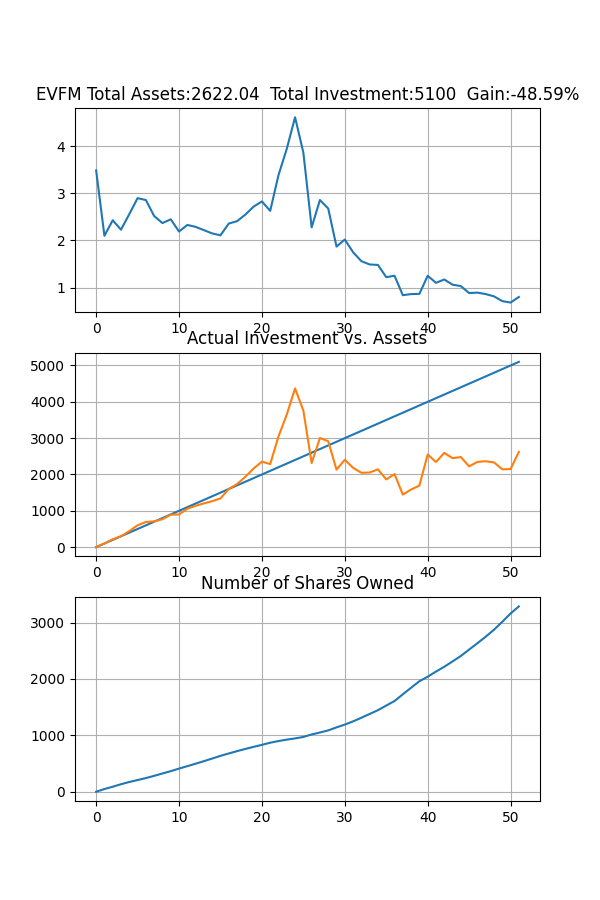 EVFM Total Assets:2622.04  Total Investment:5100  Gain:-48.59%
4
3
2
1
0 10 20 30 40 50
Actual Investment vs. Assets
5000
4000
3000
2000
1000
0
0 10 20 30 40 50
Number of Shares Owned
3000
2000
1000
0
0 10 20 30 40 50